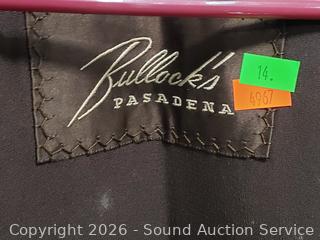 Bullock's
PASADENA
14.
4967
Copyright 2026 - Sound Auction Service